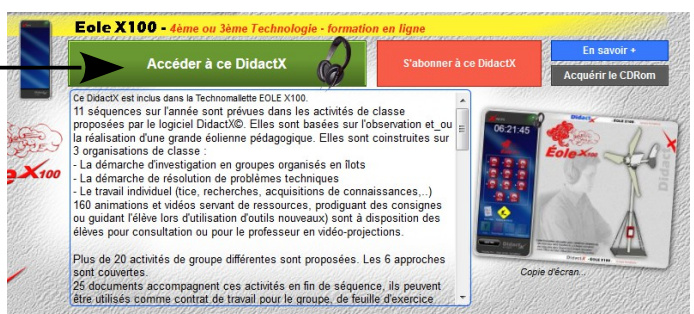 Eole X100 - 4ème ou 3ème Technologie - formation en ligne
Accéder à ce DidactX
S'abonner à ce DidactX
En savoir +
Acquérir le CDRom
Ce DidactX est inclus dans la Technomallette EOLE X100.
11 séquences sur l'année sont prévues dans les activités de classe
proposées par le logiciel DidactX©. Elles sont basées sur l'observation et_ou
la réalisation d'une grande éolienne pédagogique. Elles sont cointruites sur
3 organisations de classe :
- La démarche d'investigation en groupes organisés en îlots
- La démarche de résolution de problèmes techniques
- Le travail individuel (tice, recherches, acquisitions de connaissances,..)
160 animations et vidéos servant de ressources, prodiguant des consignes
ou guidant l'élève lors d'utilisation d'outils nouveaux) sont à disposition des
élèves pour consultation ou pour le professeur en vidéo-projections.
Plus de 20 activités de groupe différentes sont proposées. Les 6 approches
sont couvertes.
25 documents accompagnent ces activités en fin de séquence, ils peuvent
être utilisés comme contrat de travail pour le groupe, de feuille d'exercice
X100
06:21:45
DidactX
Éole X100
DidactX
Copie d'écran...